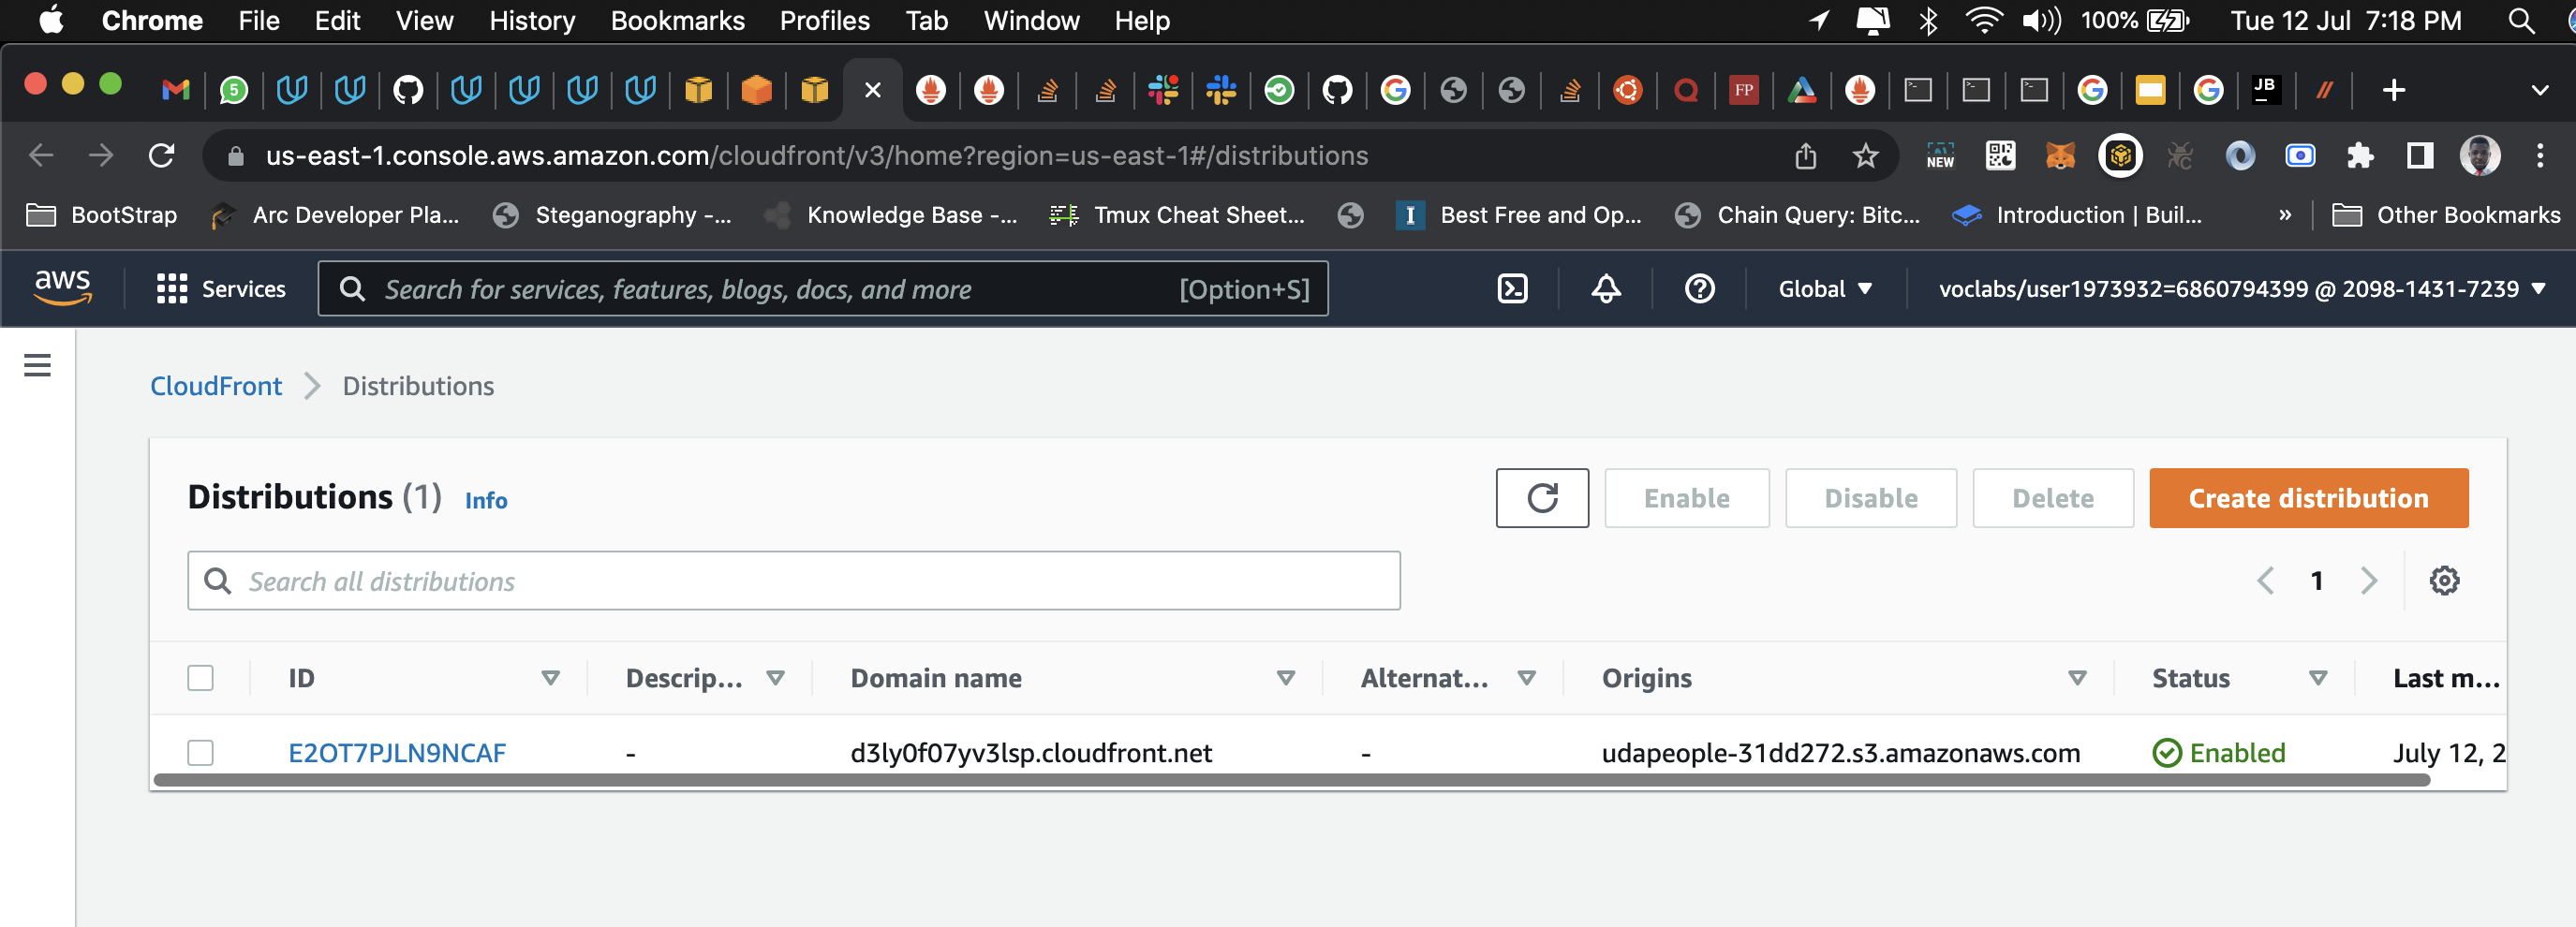 Chrome File Edit View History Bookmarks Profiles Tab Window Help 100% Tue 12 Jul 7:18 PM
5 FP JB
us-east-1.console.aws.amazon.com/cloudfront/v3/home?region=us-east-1#/distributions NEW
BootStrap Arc Developer Pla... Steganography -... Knowledge Base -... Tmux Cheat Sheet... I Best Free and Op... Chain Query: Bitc... Introduction | Buil... » Other Bookmarks
aws Services Search for services, features, blogs, docs, and more [Option+S] Global voclabs/user1973932=6860794399 @ 2098-1431-7239
CloudFront Distributions
Distributions (1) Info Enable Disable Delete Create distribution
Search all distributions 1
ID Descrip... Domain name Alternat... Origins Status Last m...
E2OT7PJLN9NCAF - d3ly0f07yv3lsp.cloudfront.net - udapeople-31dd272.s3.amazonaws.com Enabled July 12, 2